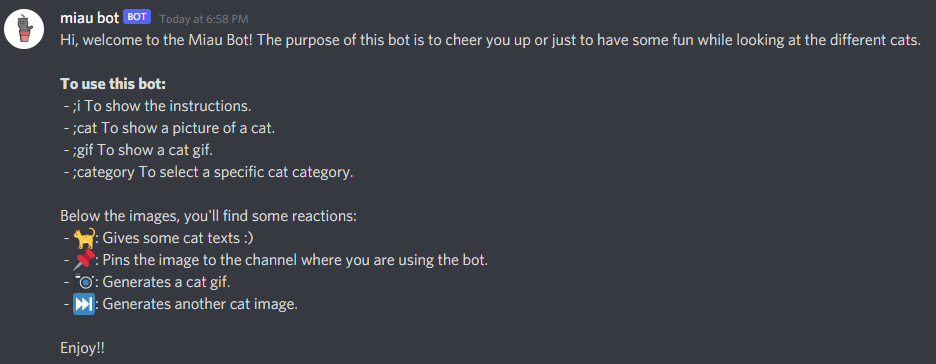 miau bot BOT Today at 6:58 PM
Hi, welcome to the Miau Bot! The purpose of this bot is to cheer you up or just to have some fun while looking at the different cats.
To use this bot:
- ;i To show the instructions.
- ;cat To show a picture of a cat.
- ;gif To show a cat gif.
- ;category To select a specific cat category.
Below the images, you'll find some reactions:
- 🐈: Gives some cat texts :)
- 📌: Pins the image to the channel where you are using the bot.
- 📷: Generates a cat gif.
- ⏭️: Generates another cat image.
Enjoy!!